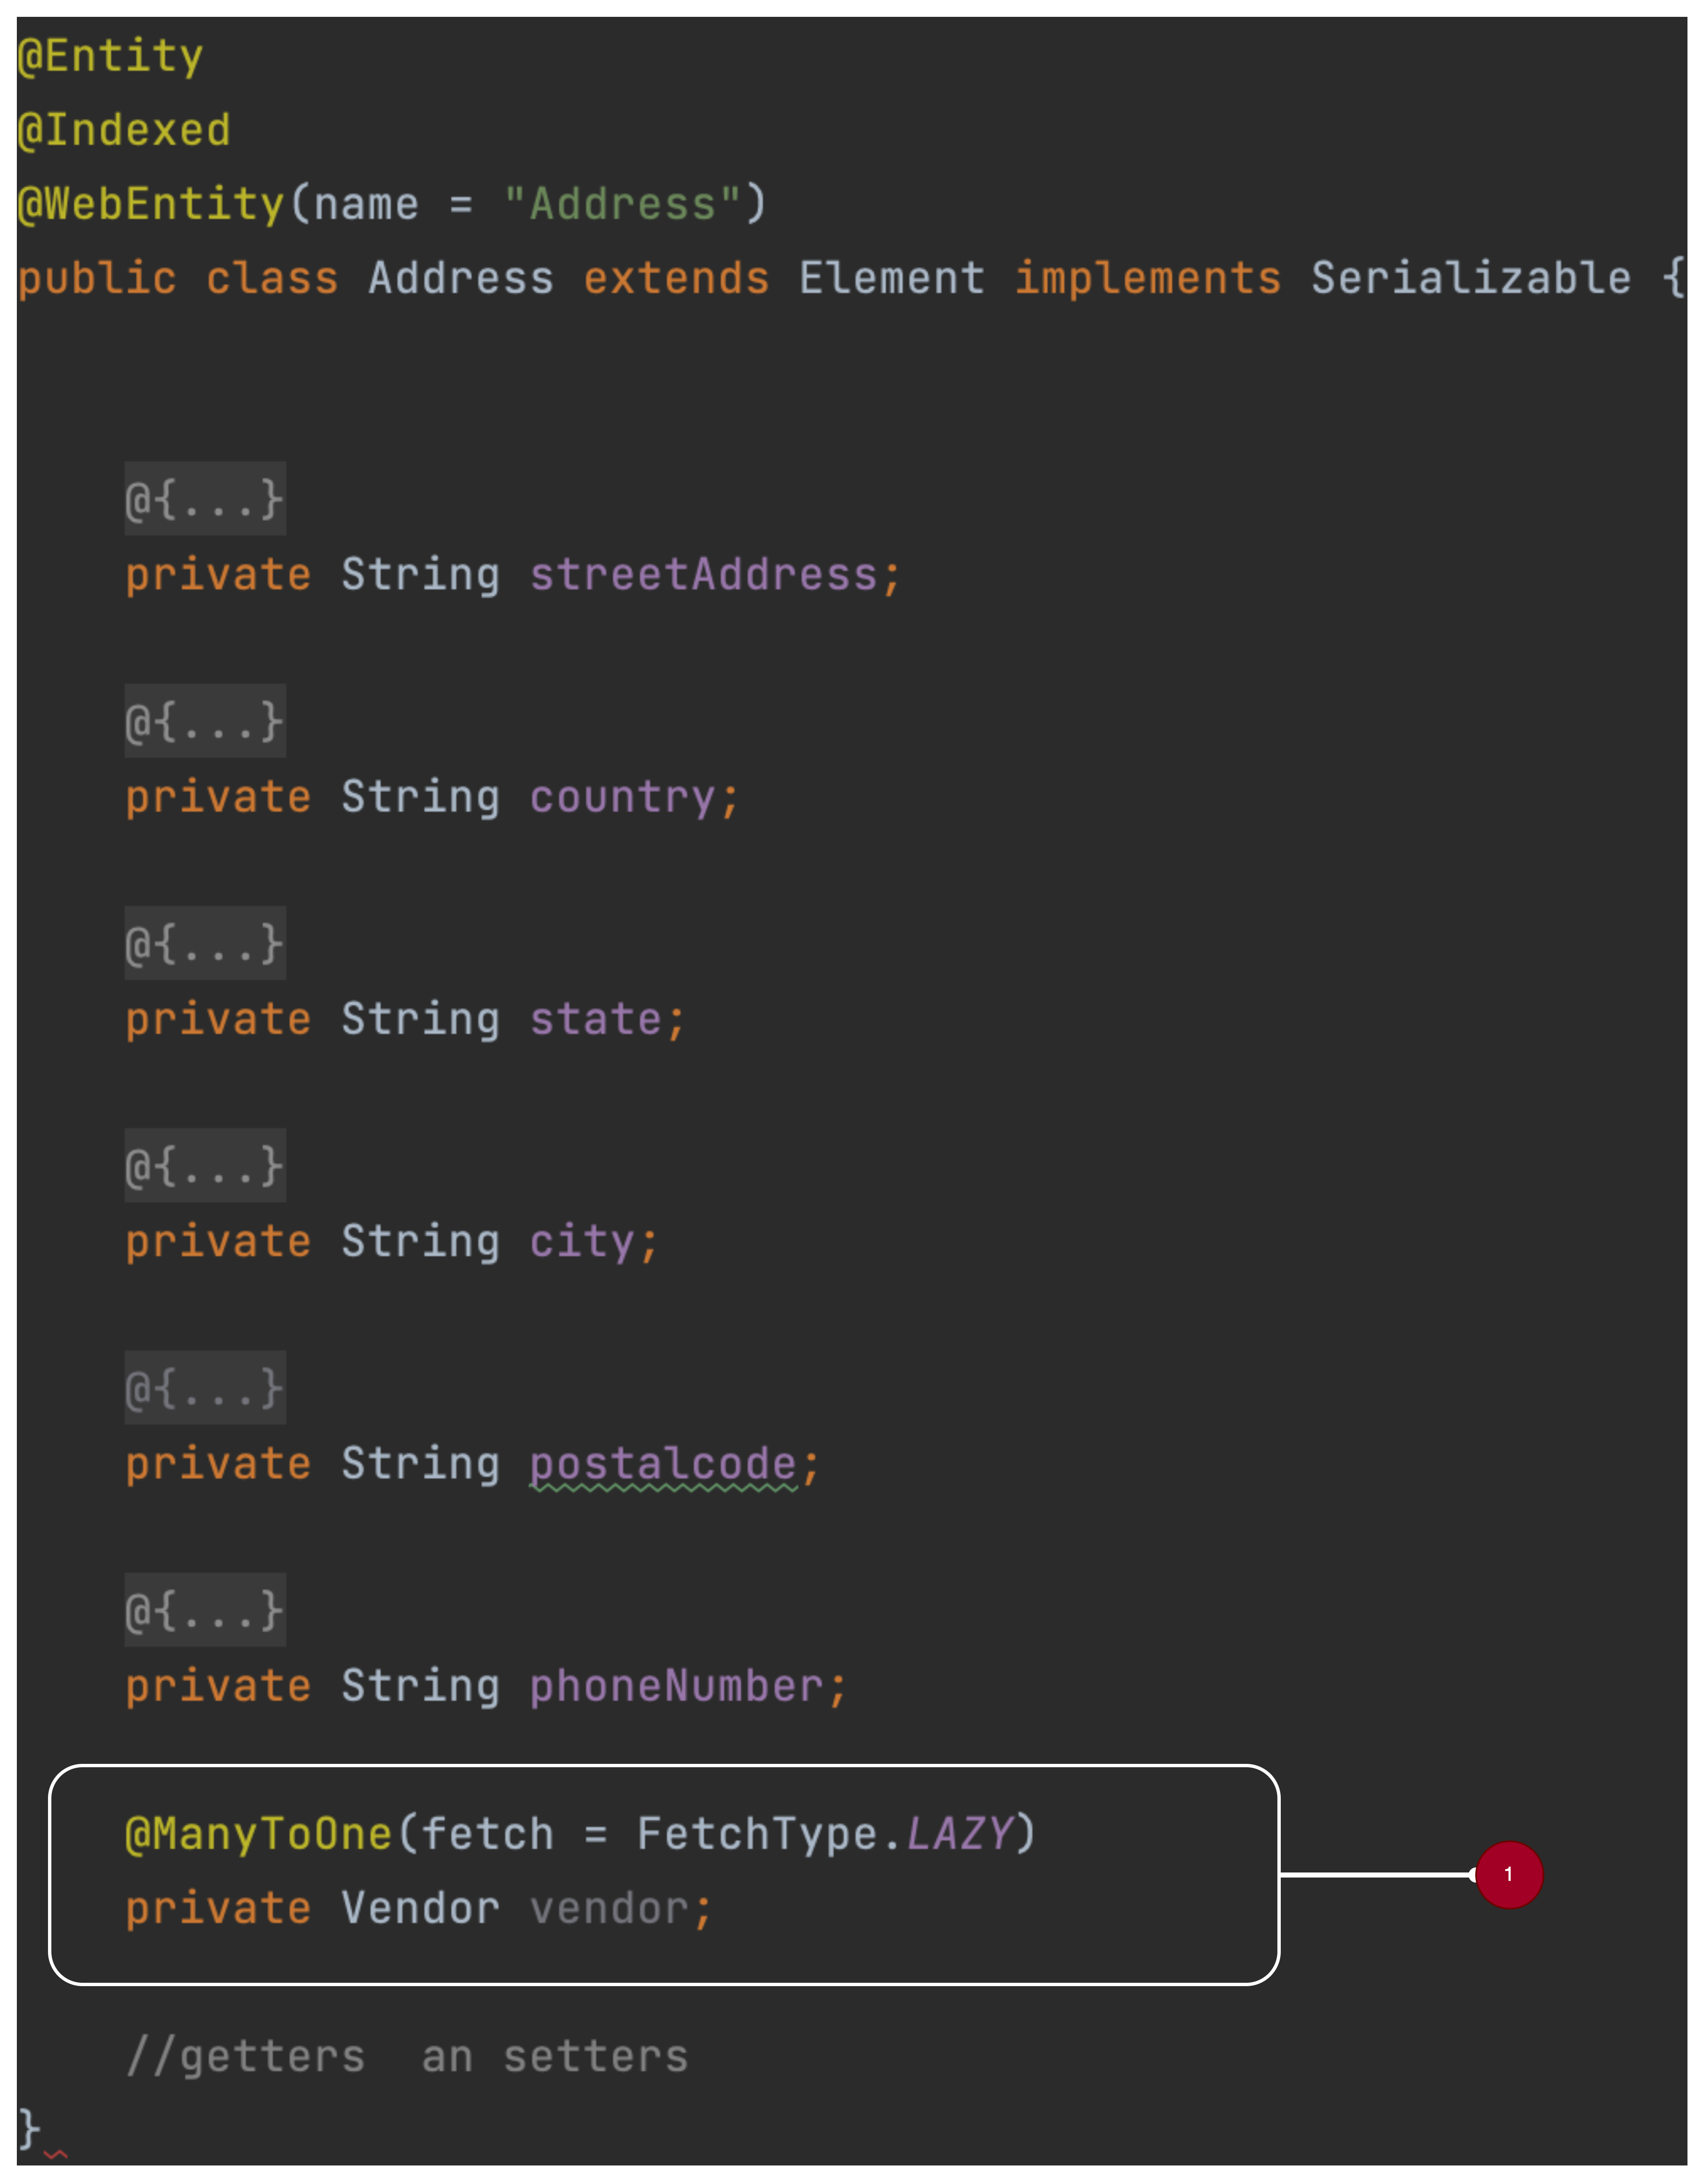 @Entity
@Indexed
@WebEntity(name = "Address")
public class Address extends Element implements Serializable {
@{...}
private String streetAddress;
@{...}
private String country;
@{...}
private String state;
@{...}
private String city;
@{...}
private String postalcode;
@{...}
private String phoneNumber;
@ManyToOne(fetch = FetchType.LAZY)
1
private Vendor vendor;
//getters  an setters
}